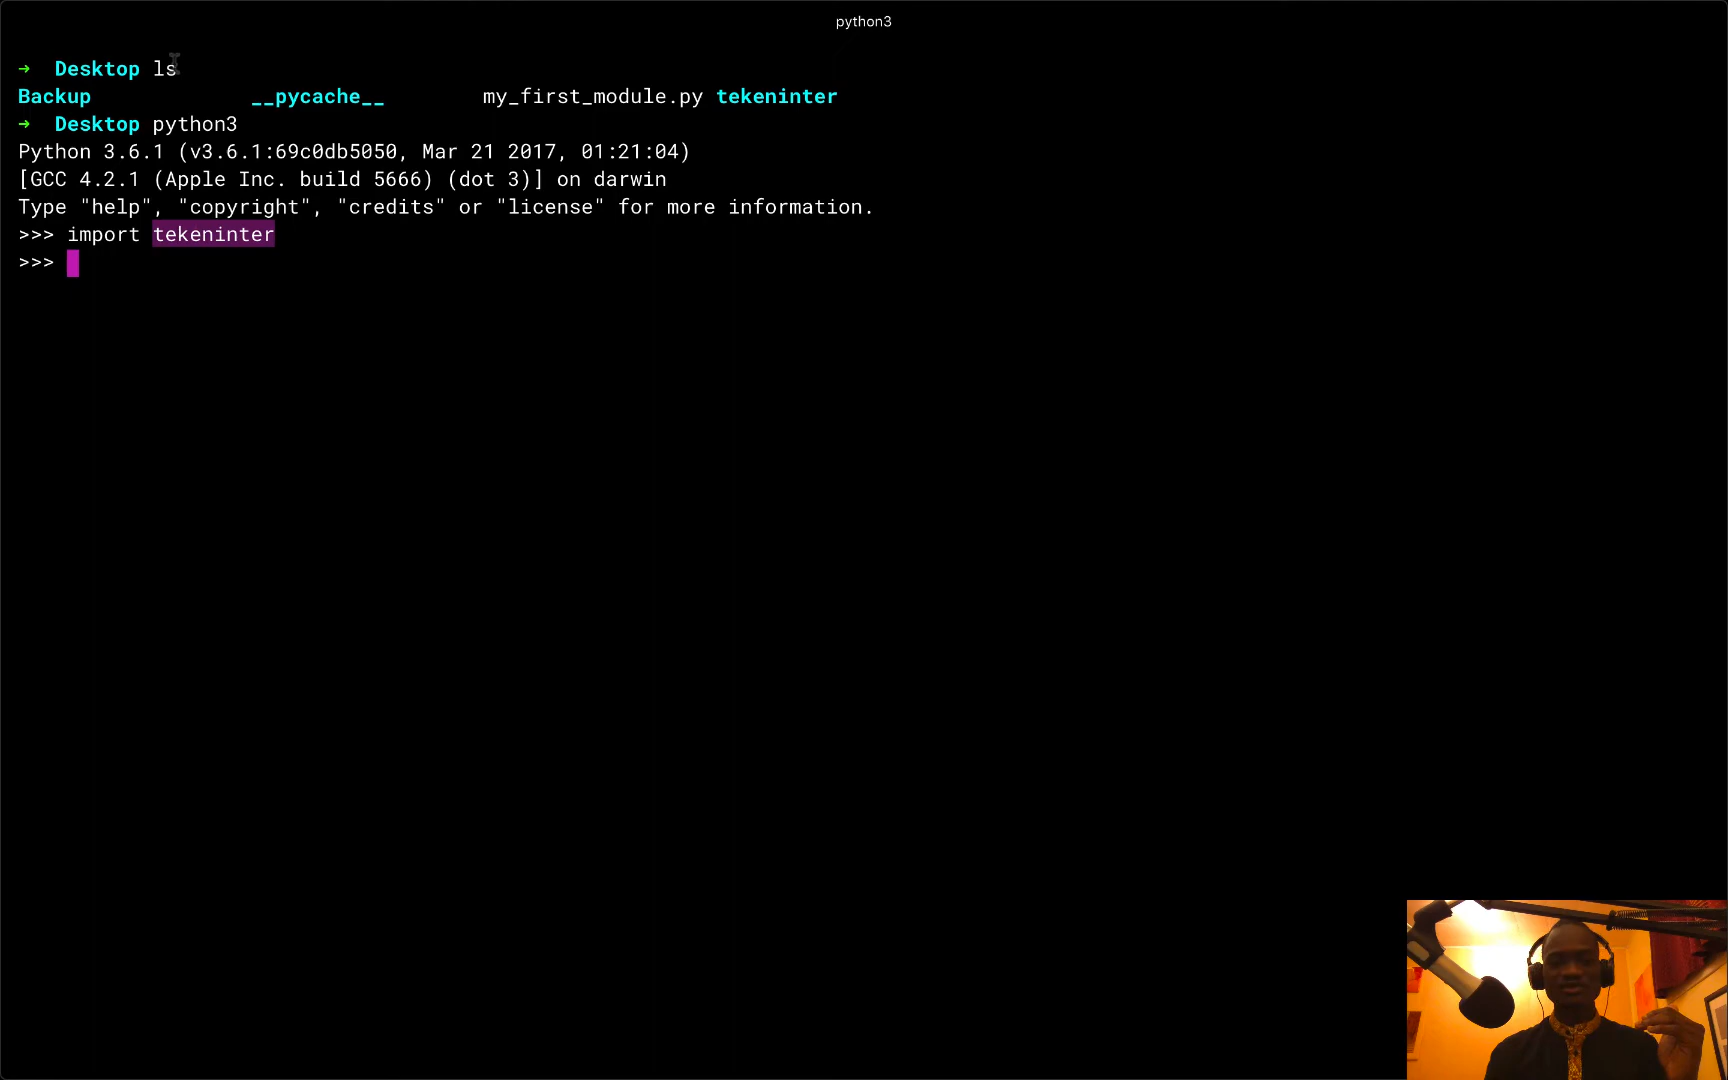 python3
➜  Desktop ls
Backup             __pycache__        my_first_module.py tekeninter
➜  Desktop python3
Python 3.6.1 (v3.6.1:69c0db5050, Mar 21 2017, 01:21:04)
[GCC 4.2.1 (Apple Inc. build 5666) (dot 3)] on darwin
Type "help", "copyright", "credits" or "license" for more information.
>>> import tekeninter
>>>